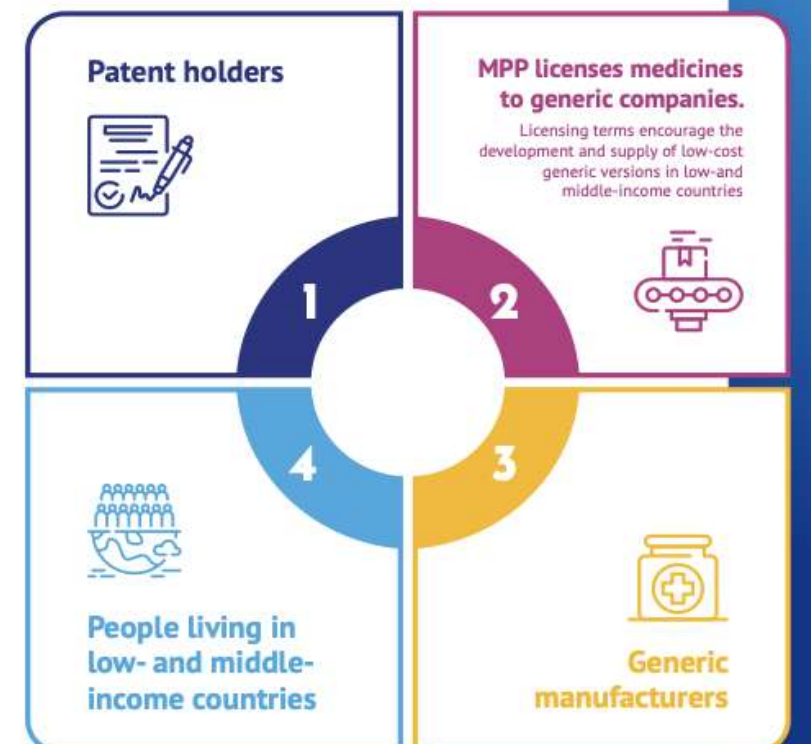 Patent holders
1
MPP licenses medicines
to generic companies.
Licensing terms encourage the
development and supply of low-cost
generic versions in low-and
middle-income countries
2
3
Generic
manufacturers
4
People living in
low- and middle-
income countries